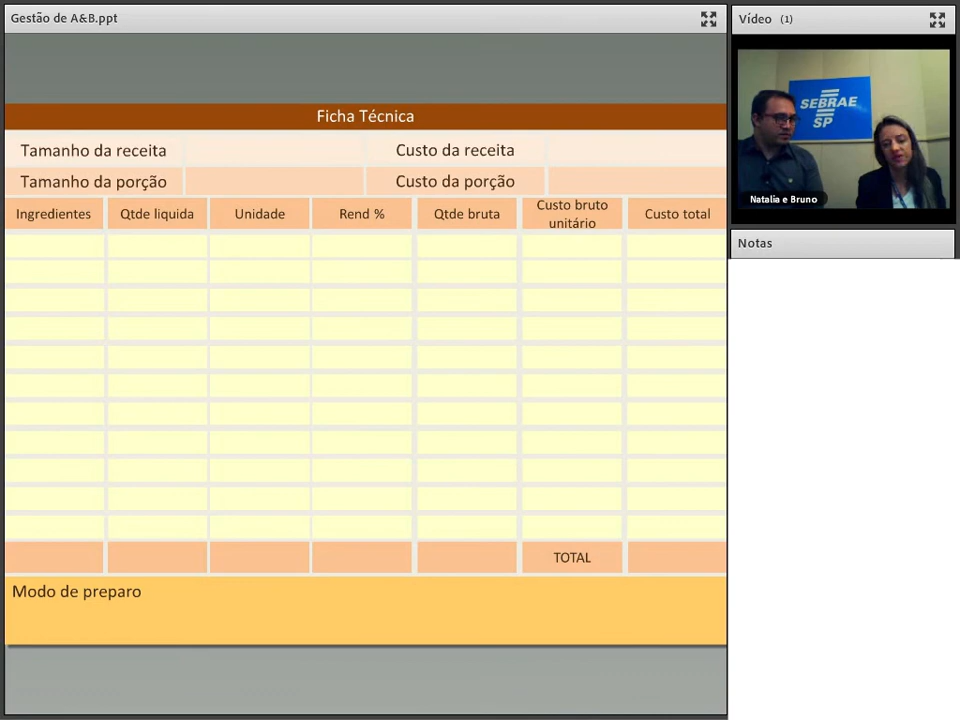 Gestão de A&B.ppt
Vídeo (1)
SEBRAE
SP
Natalia e Bruno
Notas
Ficha Técnica
Tamanho da receita Custo da receita
Tamanho da porção Custo da porção
Ingredientes Qtde liquida Unidade Rend % Qtde bruta Custo bruto unitário Custo total
TOTAL
Modo de preparo